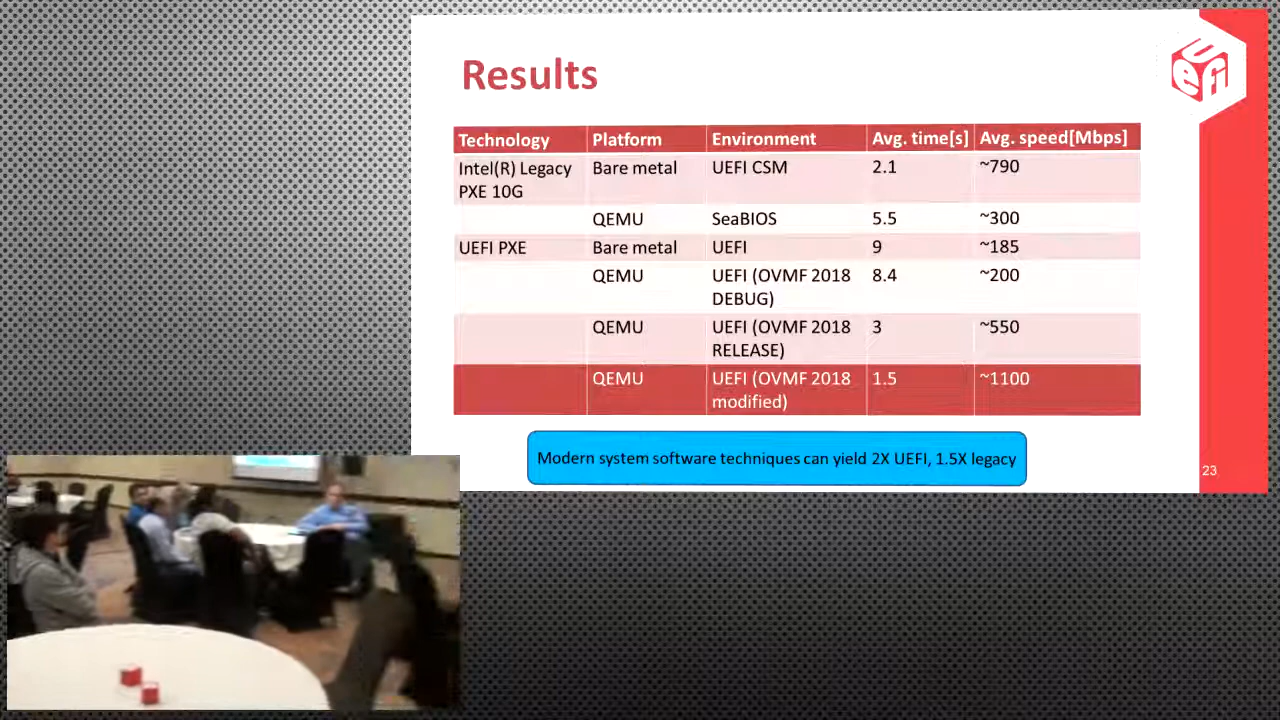 Results
Technology Platform Environment Avg. time[s] Avg. speed[Mbps]
Intel(R) Legacy PXE 10G Bare metal UEFI CSM 2.1 ~790
QEMU SeaBIOS 5.5 ~300
UEFI PXE Bare metal UEFI 9 ~185
QEMU UEFI (OVMF 2018 DEBUG) 8.4 ~200
QEMU UEFI (OVMF 2018 RELEASE) 3 ~550
QEMU UEFI (OVMF 2018 modified) 1.5 ~1100
Modern system software techniques can yield 2X UEFI, 1.5X legacy
23
UEFI